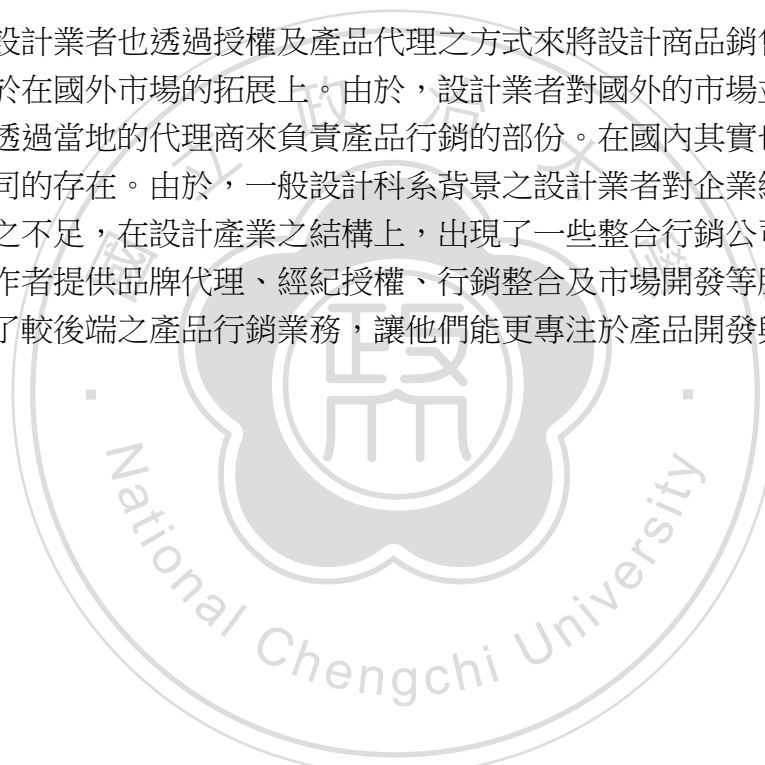 設計業者也透過授權及產品代理之方式來將設計商品銷
於在國外市場的拓展上。由於，設計業者對國外的市場
透過當地的代理商來負責產品行銷的部份。在國內其實
司的存在。由於，一般設計科系背景之設計業者對企業
之不足，在設計產業之結構上，出現了一些整合行銷公
作者提供品牌代理、經紀授權、行銷整合及市場開發等
了較後端之產品行銷業務，讓他們能更專注於產品開發
國立政治大學
政
National Chengchi University